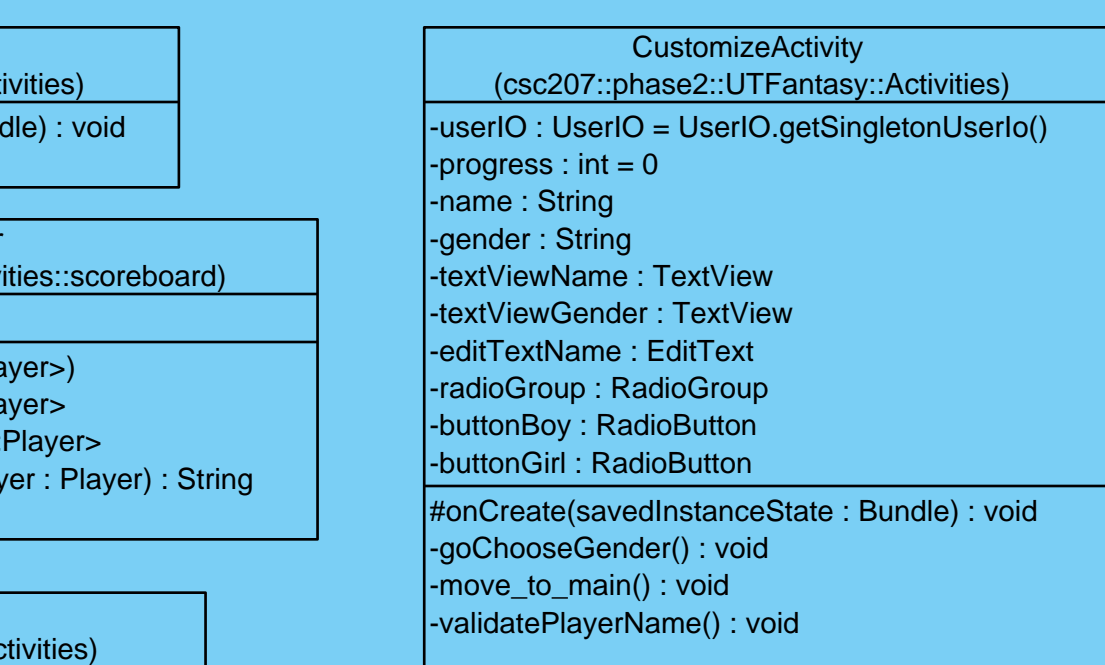 tivities)
dle) : void
ities::scoreboard)
ayer>)
ayer>
Player>
yer : Player) : String
ctivities)
CustomizeActivity
(csc207::phase2::UTFantasy::Activities)
-userIO : UserIO = UserIO.getSingletonUserIo()
-progress : int = 0
-name : String
-gender : String
-textViewName : TextView
-textViewGender : TextView
-editTextName : EditText
-radioGroup : RadioGroup
-buttonBoy : RadioButton
-buttonGirl : RadioButton
#onCreate(savedInstanceState : Bundle) : void
-goChooseGender() : void
-move_to_main() : void
-validatePlayerName() : void